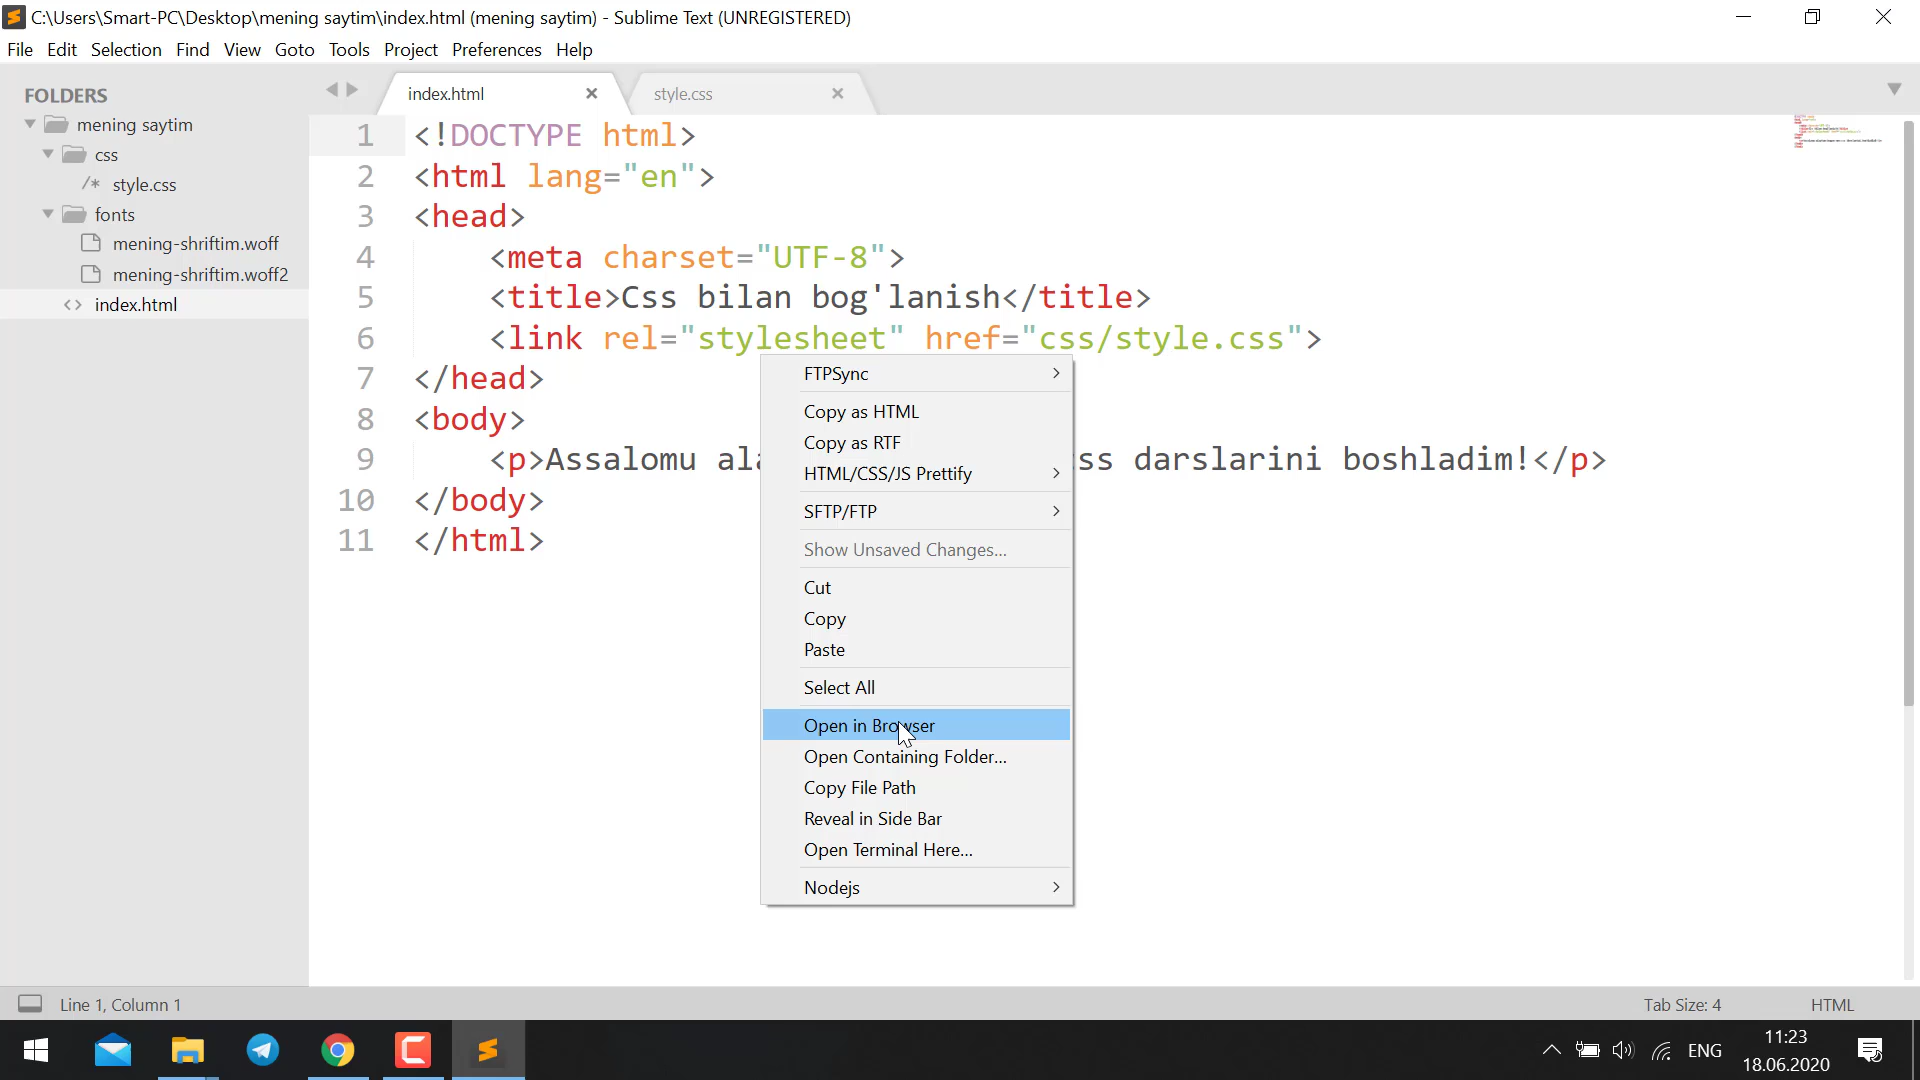 C:\Users\Smart-PC\Desktop\mening saytim\index.html (mening saytim) - Sublime Text (UNREGISTERED)
File Edit Selection Find View Goto Tools Project Preferences Help
FOLDERS
mening saytim
css
/* style.css
fonts
mening-shriftim.woff
mening-shriftim.woff2
<> index.html
index.html
style.css
1 <!DOCTYPE html>
2 <html lang="en">
3 <head>
4 <meta charset="UTF-8">
5 <title>Css bilan bog'lanish</title>
6 <link rel="stylesheet" href="css/style.css">
7 </head>
8 <body>
9 <p>Assalomu ala ss darslarini boshladim!</p>
10 </body>
11 </html>
FTPSync
Copy as HTML
Copy as RTF
HTML/CSS/JS Prettify
SFTP/FTP
Show Unsaved Changes...
Cut
Copy
Paste
Select All
Open in Browser
Open Containing Folder...
Copy File Path
Reveal in Side Bar
Open Terminal Here...
Nodejs
Line 1, Column 1
Tab Size: 4
HTML
ENG
11:23
18.06.2020